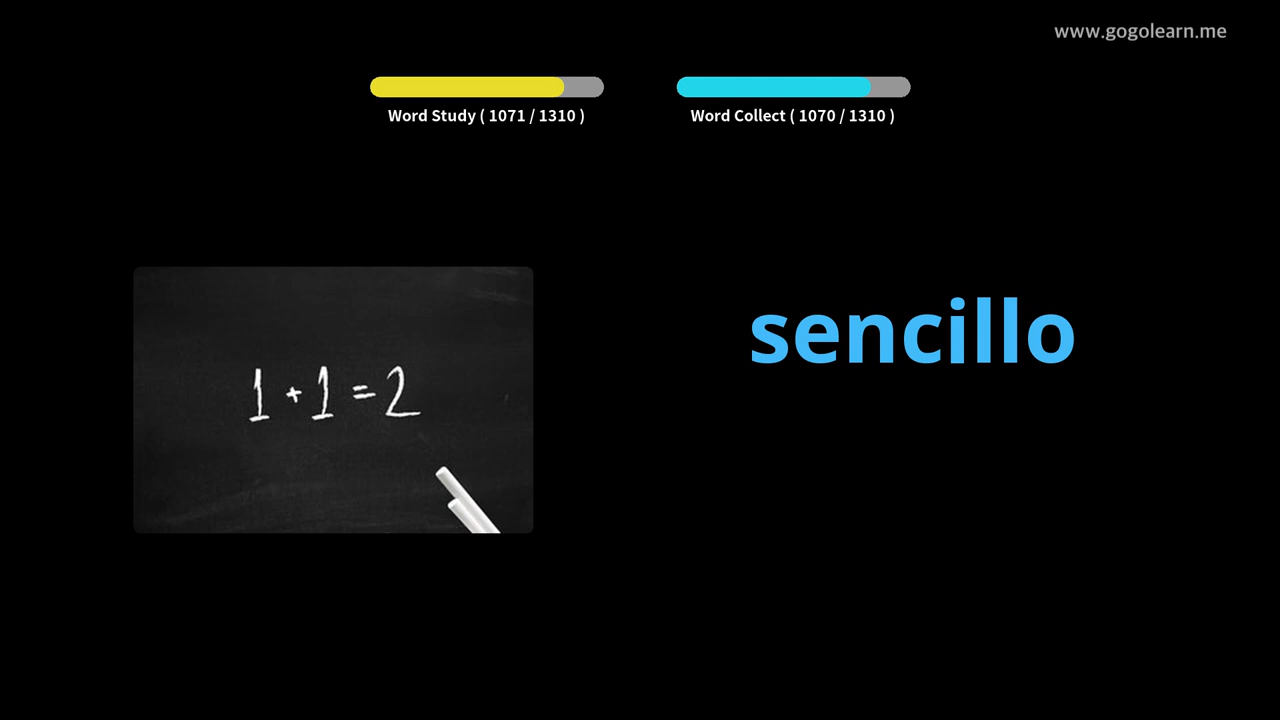 www.gogolearn.me
Word Study ( 1071 / 1310 )
Word Collect ( 1070 / 1310 )
sencillo
1 + 1 = 2